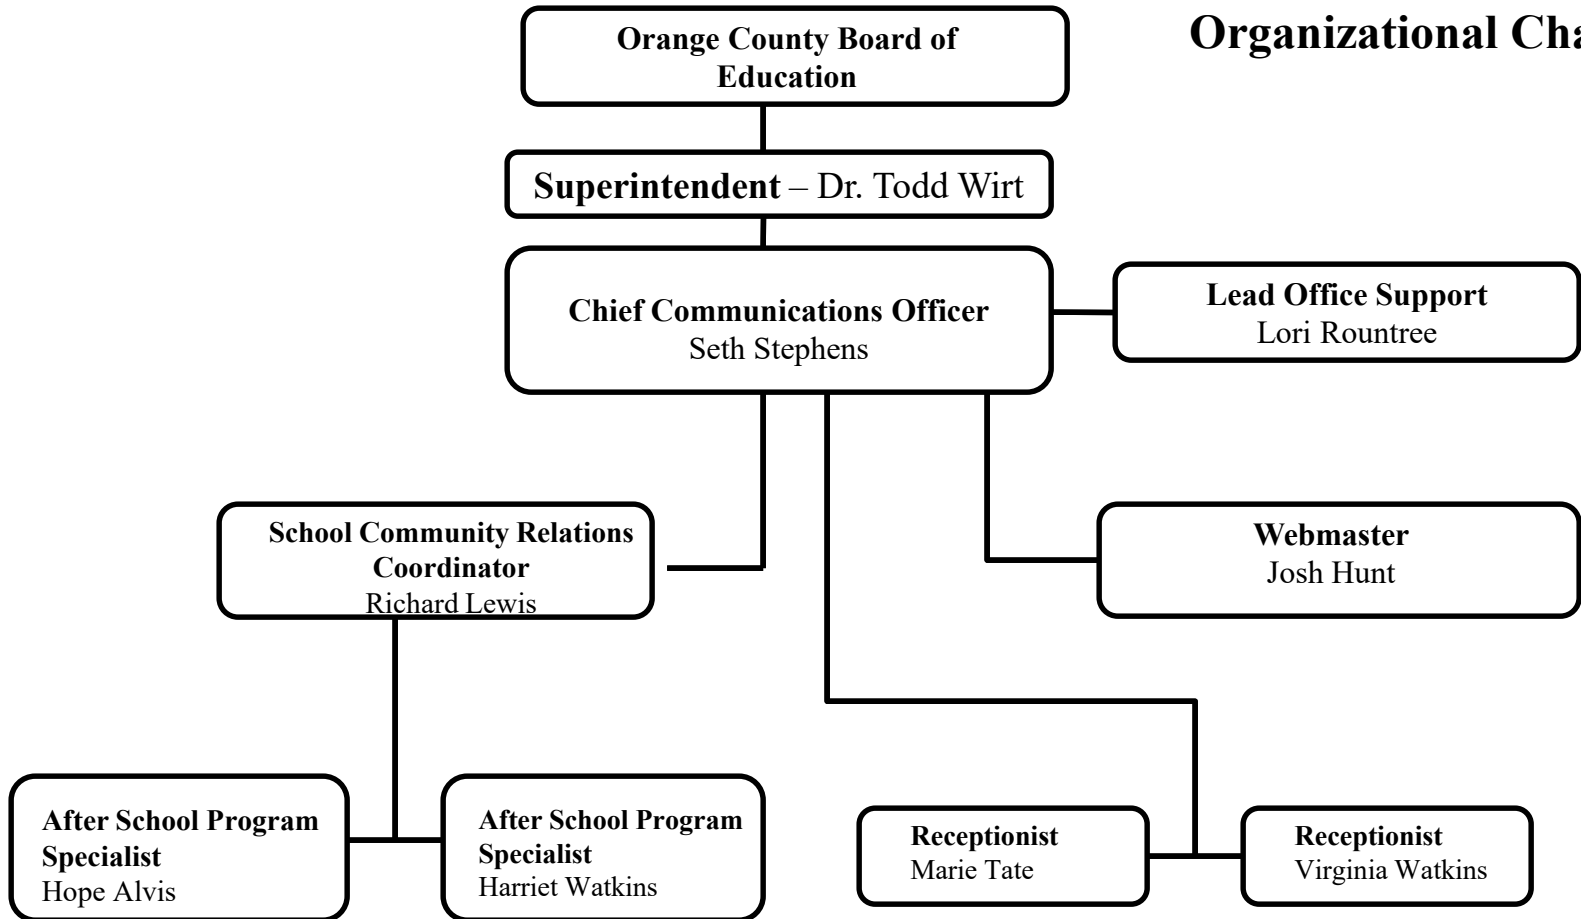 Organizational Cha
Orange County Board of
Education
Superintendent – Dr. Todd Wirt
Chief Communications Officer
Seth Stephens
Lead Office Support
Lori Rountree
School Community Relations
Coordinator
Richard Lewis
Webmaster
Josh Hunt
After School Program
Specialist
Hope Alvis
After School Program
Specialist
Harriet Watkins
Receptionist
Marie Tate
Receptionist
Virginia Watkins